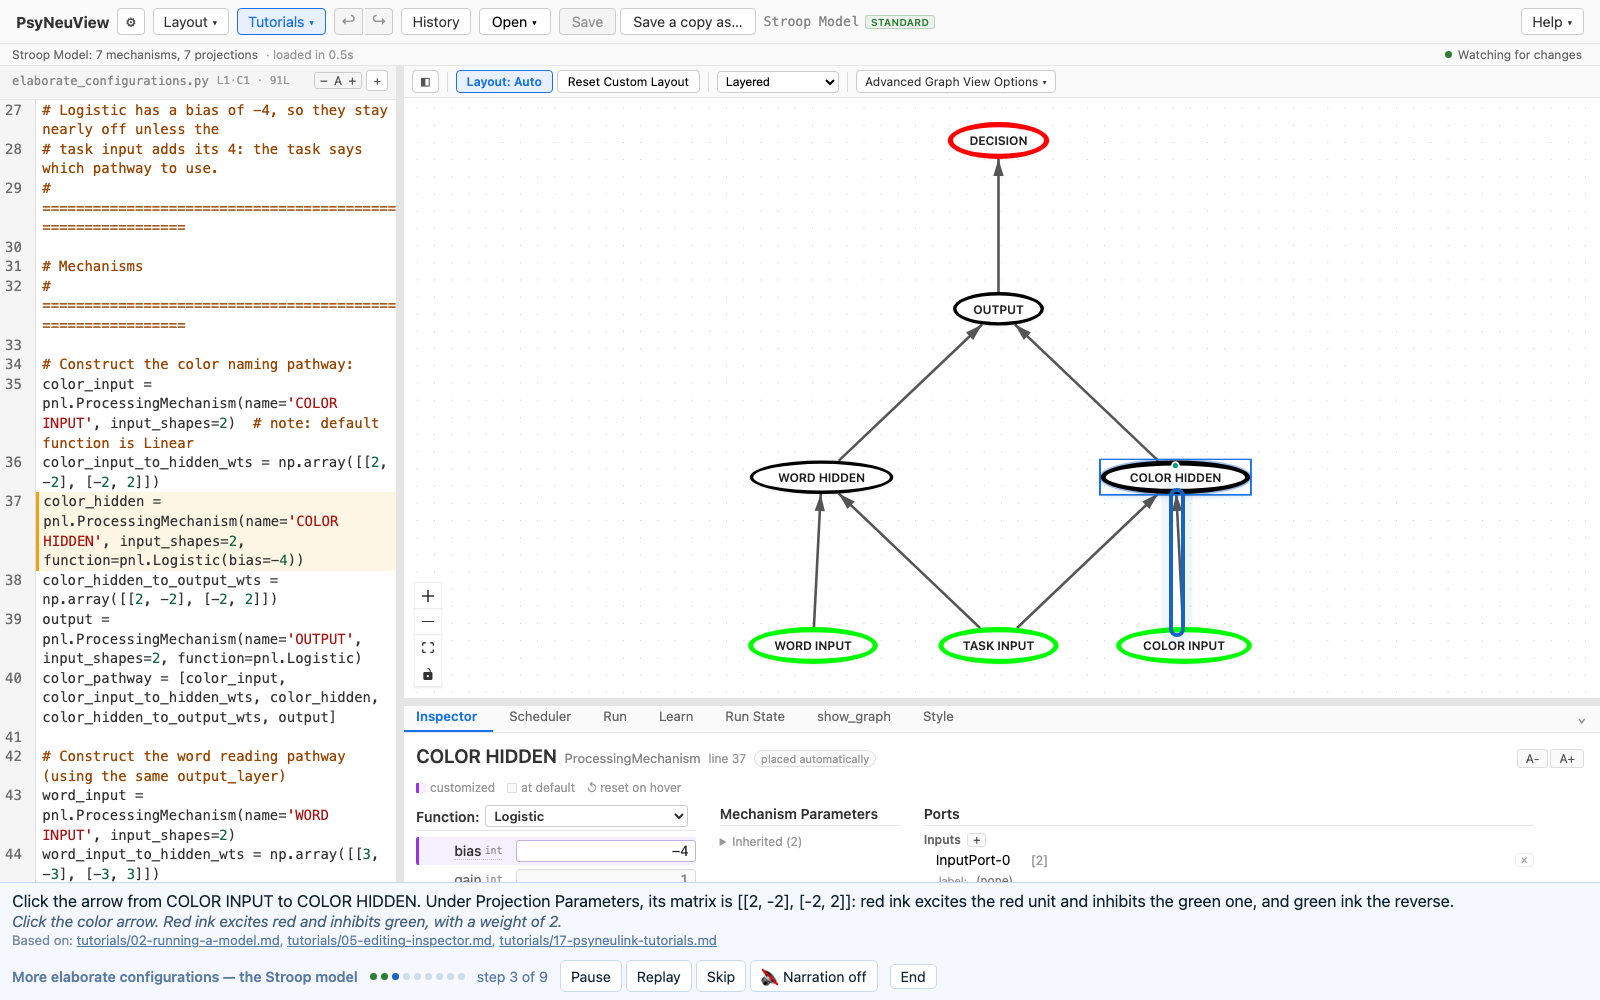 PsyNeuView ⚙ Layout ▾ Tutorials ▾ ↩ ↪ History Open ▾ Save Save a copy as... Stroop Model STANDARD Help ▾
Stroop Model: 7 mechanisms, 7 projections · loaded in 0.5s Watching for changes
elaborate_configurations.py L1:C1 · 91L − A + +
Layout: Auto Reset Custom Layout Layered Advanced Graph View Options ▾
27 # Logistic has a bias of −4, so they stay
nearly off unless the
28 # task input adds its 4: the task says
which pathway to use.
29 #
==========================================
=================
30
31 # Mechanisms
32 #
==========================================
=================
33
34 # Construct the color naming pathway:
35 color_input =
pnl.ProcessingMechanism(name='COLOR
INPUT', input_shapes=2)  # note: default
function is Linear
36 color_input_to_hidden_wts = np.array([[2,
−2], [−2, 2]])
37 color_hidden =
pnl.ProcessingMechanism(name='COLOR
HIDDEN', input_shapes=2,
function=pnl.Logistic(bias=−4))
38 color_hidden_to_output_wts =
np.array([[2, −2], [−2, 2]])
39 output =
pnl.ProcessingMechanism(name='OUTPUT',
input_shapes=2, function=pnl.Logistic)
40 color_pathway = [color_input,
color_input_to_hidden_wts, color_hidden,
color_hidden_to_output_wts, output]
41
42 # Construct the word reading pathway
(using the same output_layer)
43 word_input =
pnl.ProcessingMechanism(name='WORD
INPUT', input_shapes=2)
44 word_input_to_hidden_wts = np.array([[3,
−3], [−3, 3]])
DECISION
OUTPUT
WORD HIDDEN
COLOR HIDDEN
WORD INPUT
TASK INPUT
COLOR INPUT
Inspector Scheduler Run Learn Run State show_graph Style
COLOR HIDDEN ProcessingMechanism line 37 placed automatically A- A+
customized at default reset on hover
Function: Logistic
bias int −4
gain int 1
Mechanism Parameters
▸ Inherited (2)
Ports
Inputs +
InputPort-0 [2] ×
label: (none)
Click the arrow from COLOR INPUT to COLOR HIDDEN. Under Projection Parameters, its matrix is [[2, -2], [-2, 2]]: red ink excites the red unit and inhibits the green one, and green ink the reverse.
Click the color arrow. Red ink excites red and inhibits green, with a weight of 2.
Based on: tutorials/02-running-a-model.md, tutorials/05-editing-inspector.md, tutorials/17-psyneulink-tutorials.md
More elaborate configurations — the Stroop model step 3 of 9 Pause Replay Skip Narration off End